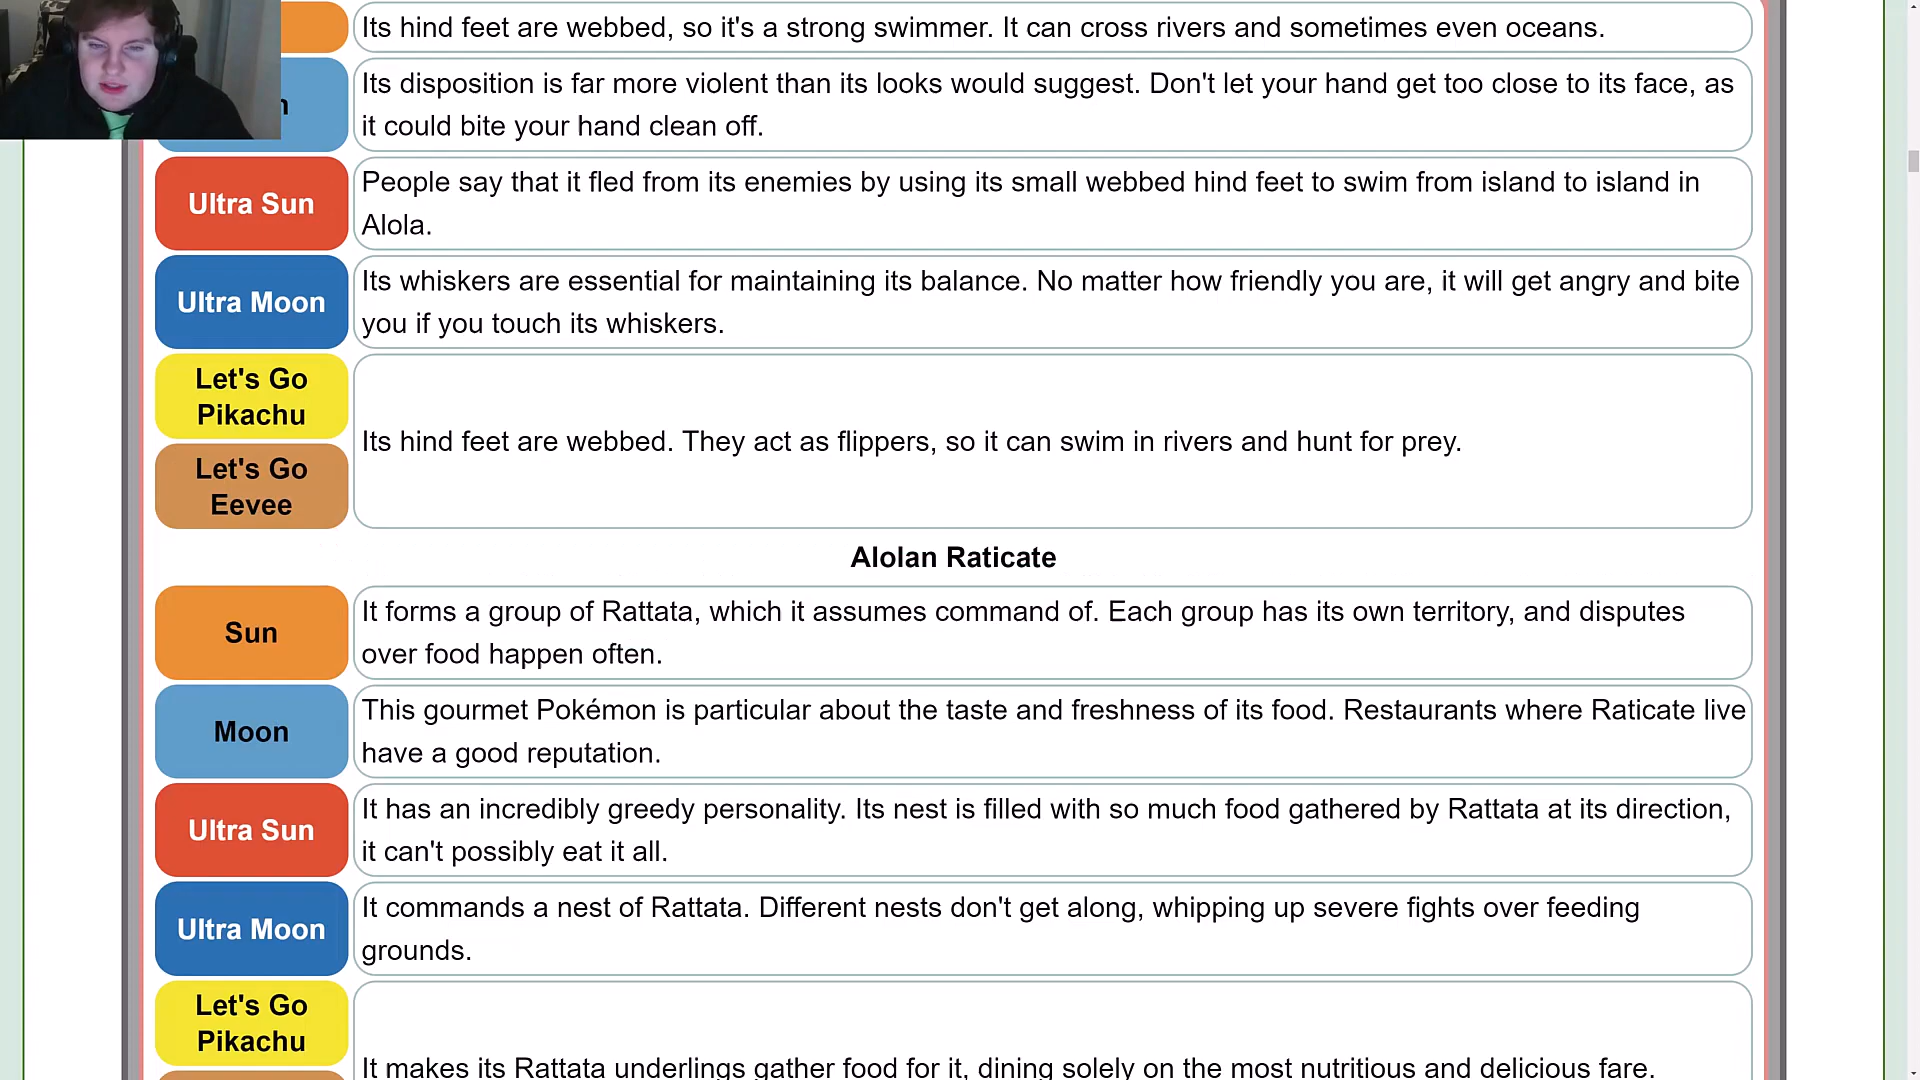 Its hind feet are webbed, so it's a strong swimmer. It can cross rivers and sometimes even oceans.
Its disposition is far more violent than its looks would suggest. Don't let your hand get too close to its face, as
it could bite your hand clean off.
Ultra Sun
People say that it fled from its enemies by using its small webbed hind feet to swim from island to island in
Alola.
Ultra Moon
Its whiskers are essential for maintaining its balance. No matter how friendly you are, it will get angry and bite
you if you touch its whiskers.
Let's Go
Pikachu
Let's Go
Eevee
Its hind feet are webbed. They act as flippers, so it can swim in rivers and hunt for prey.
Alolan Raticate
Sun
It forms a group of Rattata, which it assumes command of. Each group has its own territory, and disputes
over food happen often.
Moon
This gourmet Pokémon is particular about the taste and freshness of its food. Restaurants where Raticate live
have a good reputation.
Ultra Sun
It has an incredibly greedy personality. Its nest is filled with so much food gathered by Rattata at its direction,
it can't possibly eat it all.
Ultra Moon
It commands a nest of Rattata. Different nests don't get along, whipping up severe fights over feeding
grounds.
Let's Go
Pikachu
It makes its Rattata underlings gather food for it, dining solely on the most nutritious and delicious fare.